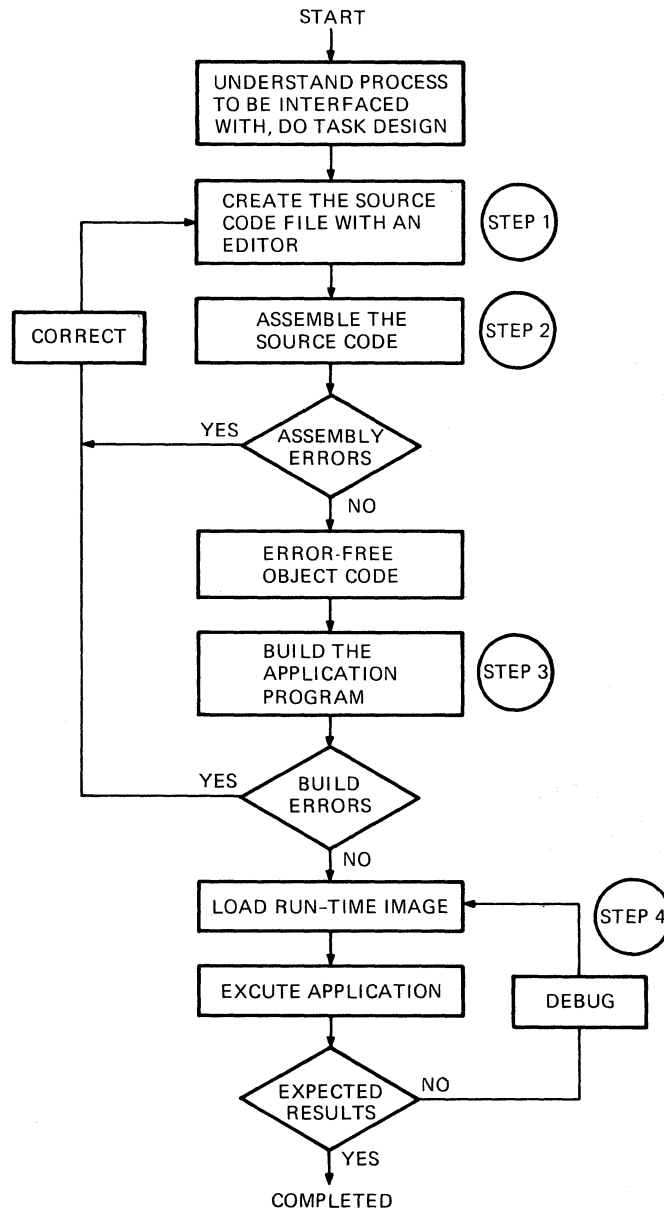 START
UNDERSTAND PROCESS
TO BE INTERFACED
WITH, DO TASK DESIGN
CREATE THE SOURCE
CODE FILE WITH AN
EDITOR
STEP 1
CORRECT
ASSEMBLE THE
SOURCE CODE
STEP 2
YES
ASSEMBLY
ERRORS
NO
ERROR-FREE
OBJECT CODE
BUILD THE
APPLICATION
PROGRAM
STEP 3
YES
BUILD
ERRORS
NO
LOAD RUN-TIME IMAGE
STEP 4
EXCUTE APPLICATION
DEBUG
EXPECTED
RESULTS
NO
YES
COMPLETED